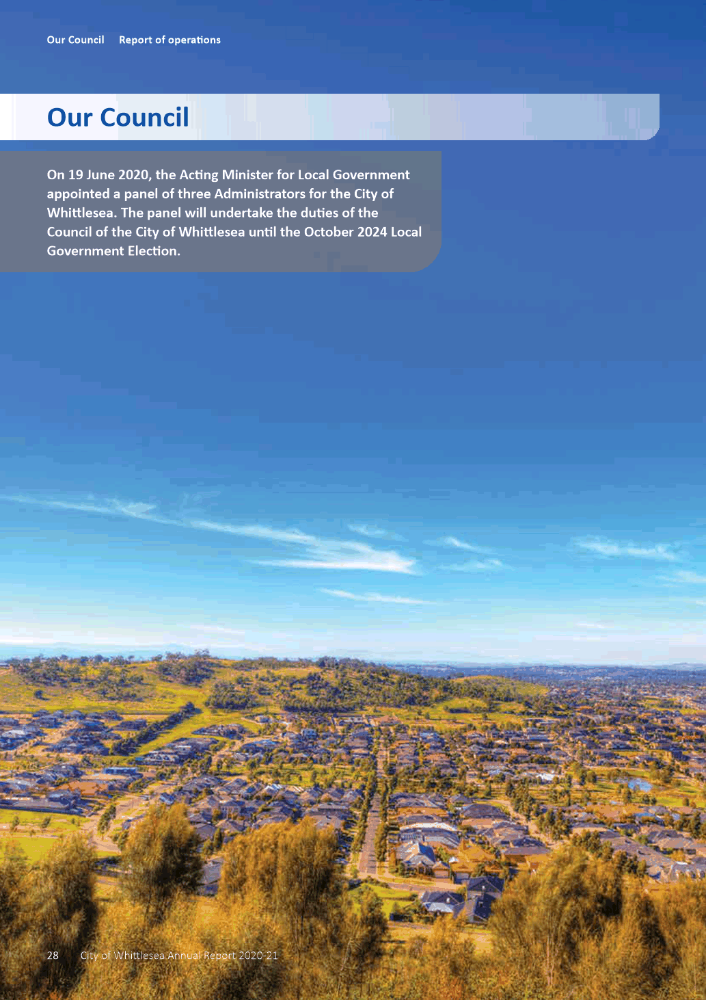 Our Council Report of operations
Our Council
On 19 June 2020, the Acting Minister for Local Government
appointed a panel of three Administrators for the City of
Whittlesea. The panel will undertake the duties of the
Council of the City of Whittlesea until the October 2024 Local
Government Election.
28 City of Whittlesea Annual Report 2020-21